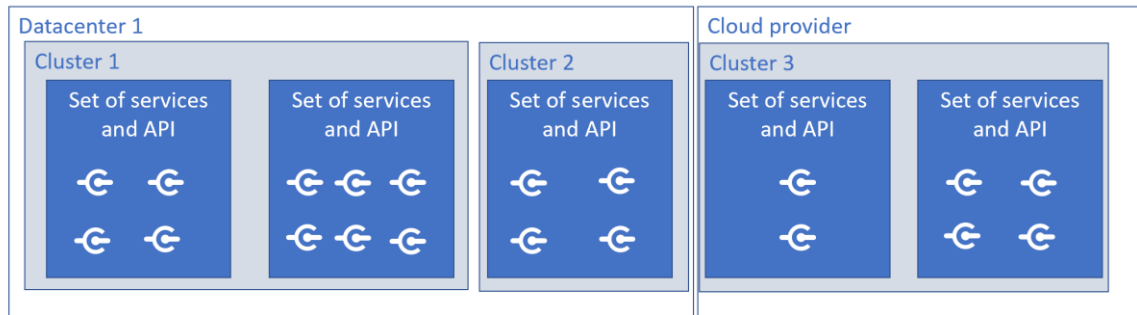 Datacenter 1
Cloud provider
Cluster 1
Cluster 2
Cluster 3
Set of services
and API
Set of services
and API
Set of services
and API
Set of services
and API
Set of services
and API